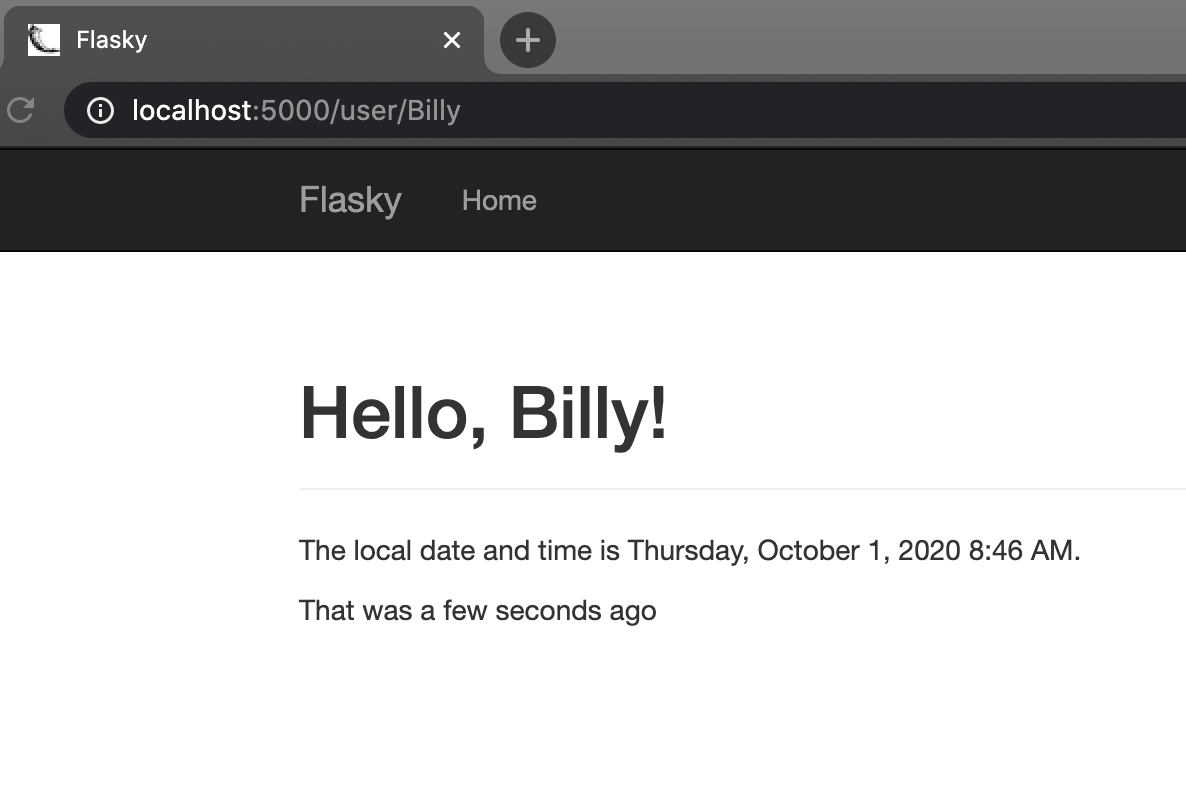 Flasky
localhost:5000/user/Billy
Flasky Home
Hello, Billy!
The local date and time is Thursday, October 1, 2020 8:46 AM.
That was a few seconds ago